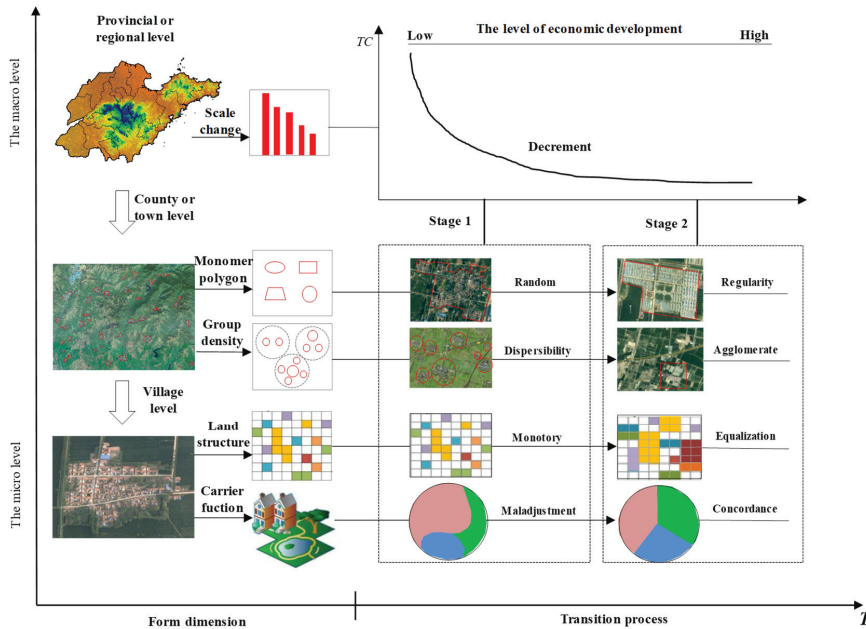 Provincial or
regional level
The macro level
Scale
change
TC
The level of economic development
Low
High
Decrement
County or
town level
Stage 1
Stage 2
Monomer
polygon
Random
Regularity
Group
density
Dispersibility
Agglomerate
Village
level
The micro level
Land
structure
Monotory
Equalization
Carrier
fuction
Maladjustment
Concordance
Form dimension
Transition process
T